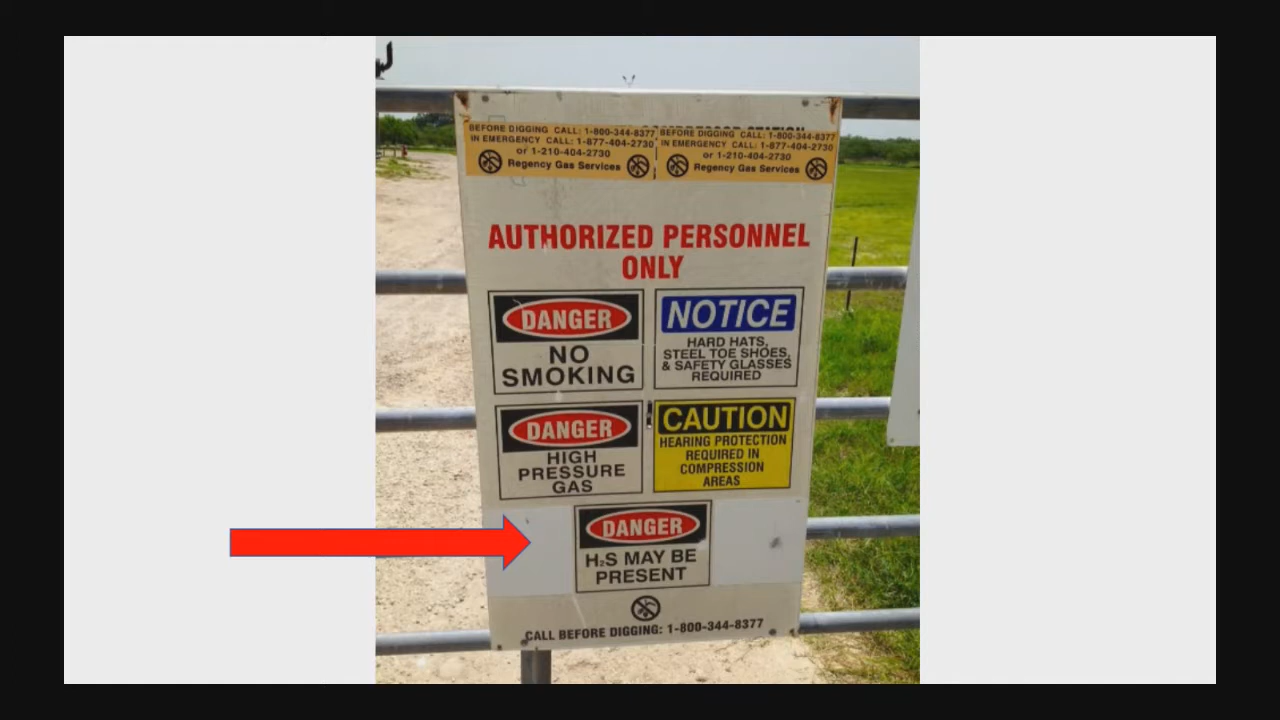 BEFORE DIGGING CALL: 1-800-344-8377
IN EMERGENCY CALL: 1-877-404-2730
or 1-210-404-2730
Regency Gas Services
BEFORE DIGGING CALL: 1-800-344-8377
IN EMERGENCY CALL: 1-877-404-2730
or 1-210-404-2730
Regency Gas Services
AUTHORIZED PERSONNEL
ONLY
DANGER
NO
SMOKING
NOTICE
HARD HATS,
STEEL TOE SHOES,
& SAFETY GLASSES
REQUIRED
DANGER
HIGH
PRESSURE
GAS
CAUTION
HEARING PROTECTION
REQUIRED IN
COMPRESSION
AREAS
DANGER
H₂S MAY BE
PRESENT
CALL BEFORE DIGGING: 1-800-344-8377